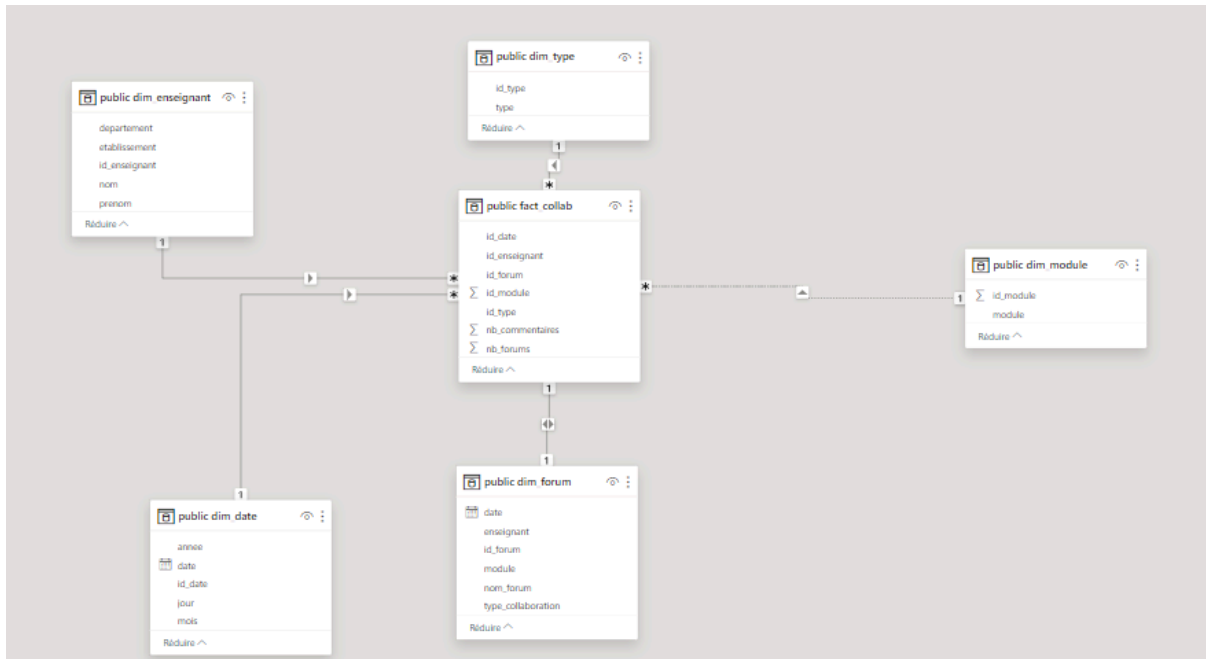 public dim_type
id_type
type
Réduire
1
*
public dim_enseignant
departement
etablissement
id_enseignant
nom
prenom
Réduire
1
*
public fact_collab
id_date
id_enseignant
id_forum
Σ id_module
id_type
Σ nb_commentaires
Σ nb_forums
Réduire
*
*
1
public dim_module
Σ id_module
module
Réduire
1
1
public dim_forum
date
enseignant
id_forum
module
nom_forum
type_collaboration
Réduire
1
public dim_date
annee
date
id_date
jour
mois
Réduire